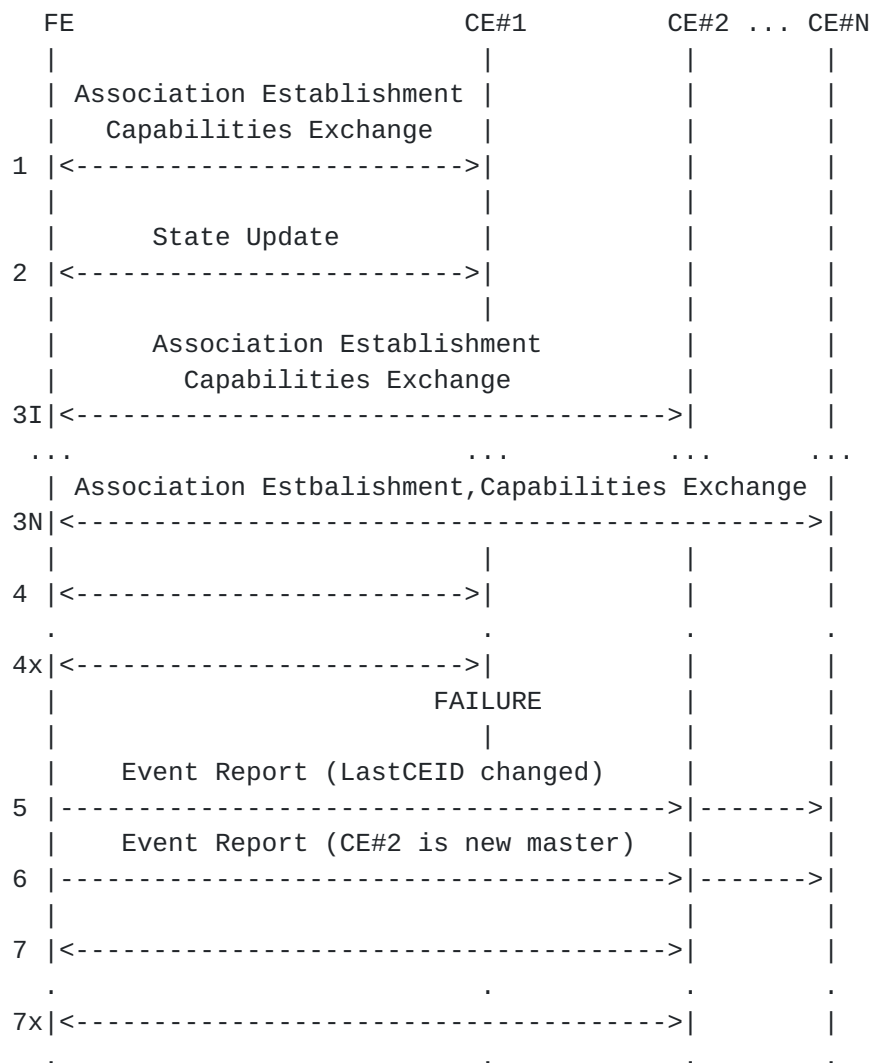 FE                         CE#1         CE#2 ... CE#N
  |                           |            |        |
  | Association Establishment |            |        |
  |   Capabilities Exchange   |            |        |
1 |<------------------------->|            |        |
  |                           |            |        |
  |      State Update         |            |        |
2 |<------------------------->|            |        |
  |                           |            |        |
  |      Association Establishment         |        |
  |        Capabilities Exchange           |        |
3I|<-------------------------------------->|        |
 ...                         ...          ...      ...
  | Association Estbalishment,Capabilities Exchange |
3N|<----------------------------------------------->|
  |                           |            |        |
4 |<------------------------->|            |        |
  .                           .            .        .
4x|<------------------------->|            |        |
  |                        FAILURE         |        |
  |                           |            |        |
  |    Event Report (LastCEID changed)     |        |
5 |--------------------------------------->|------->|
  |    Event Report (CE#2 is new master)   |        |
6 |--------------------------------------->|------->|
  |                                        |        |
7 |<-------------------------------------->|        |
  .                           .            .        .
7x|<-------------------------------------->|        |
  .                           .            .        .